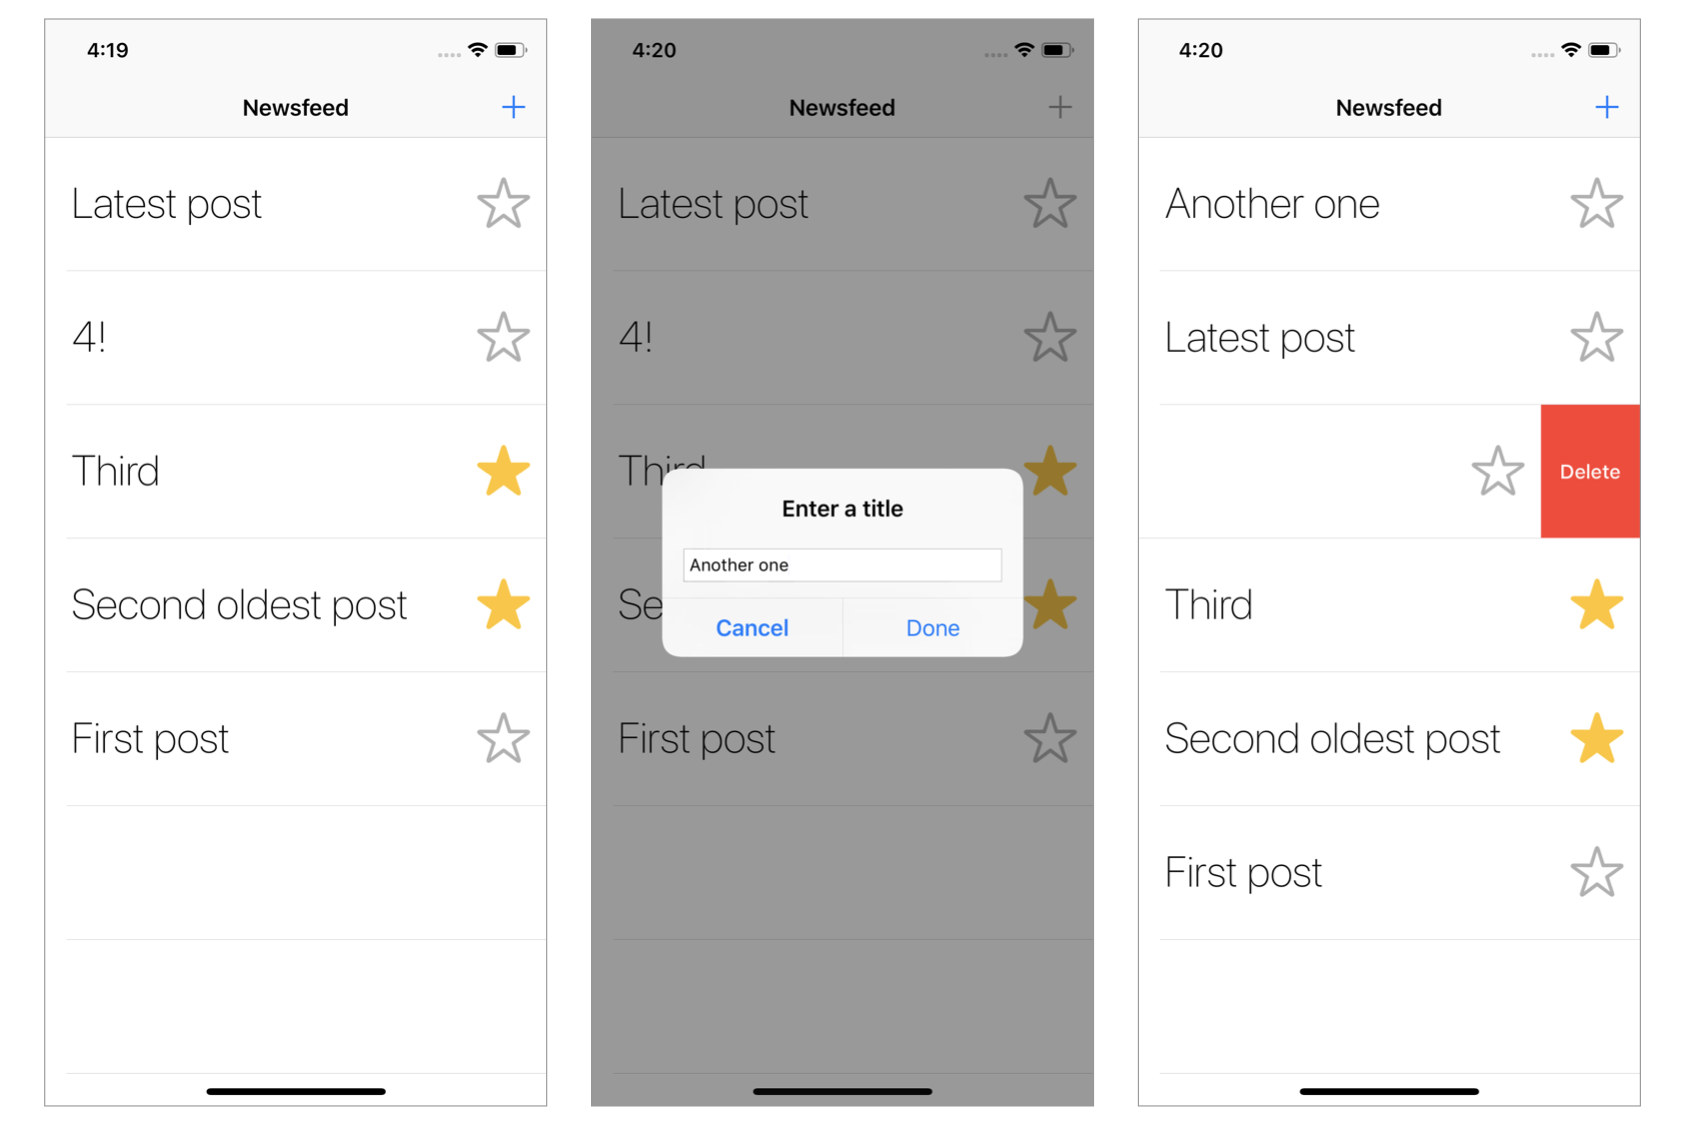 4:19
Newsfeed
Latest post
4!
Third
Second oldest post
First post
4:20
Newsfeed
Latest post
4!
Third
Enter a title
Another one
Se
Cancel
Done
First post
4:20
Newsfeed
Another one
Latest post
Delete
Third
Second oldest post
First post